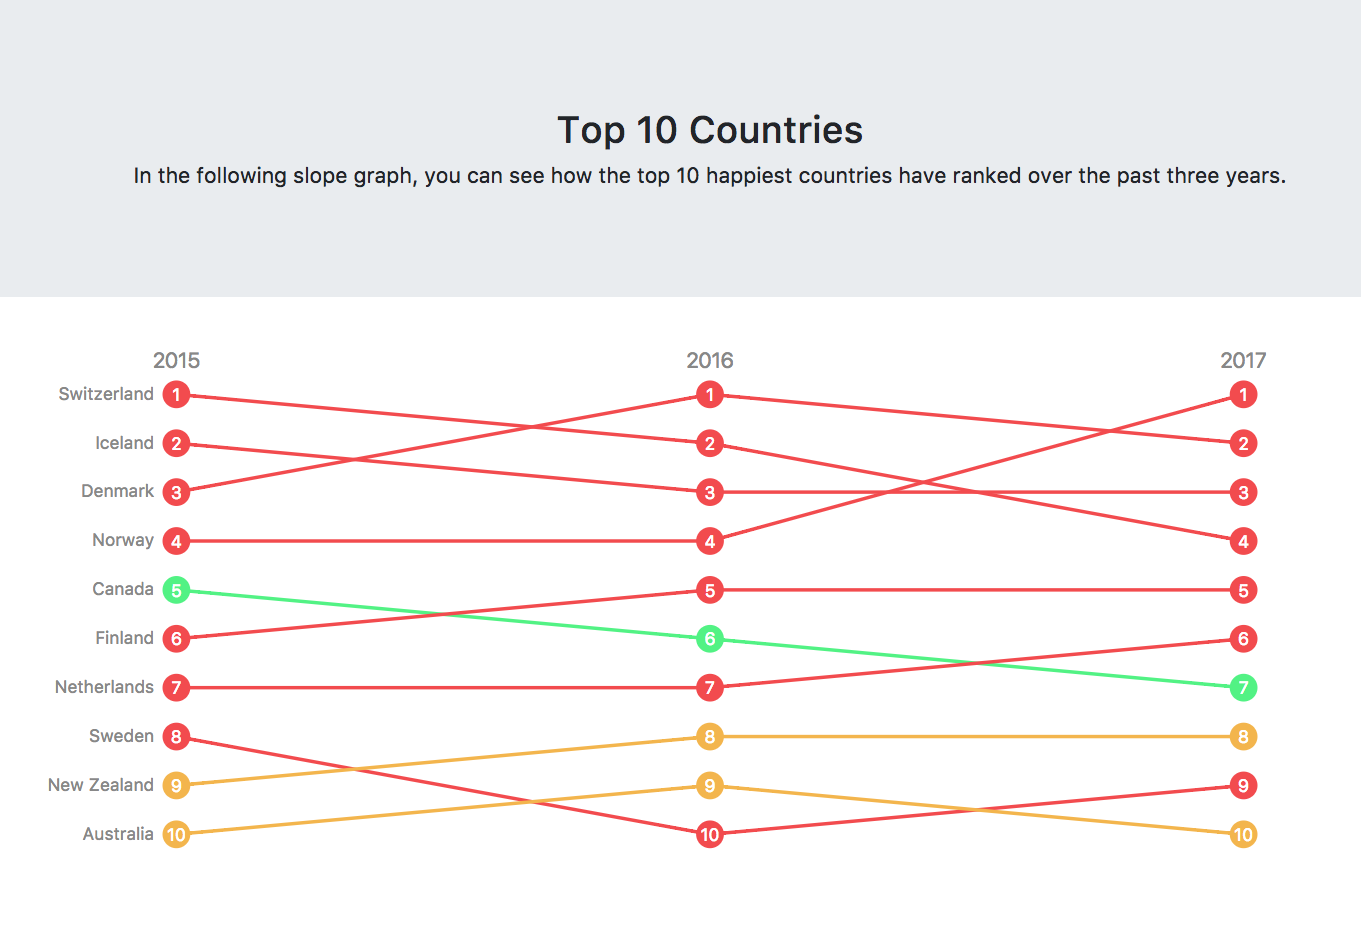 Top 10 Countries
In the following slope graph, you can see how the top 10 happiest countries have ranked over the past three years.
2015 2016 2017
Switzerland 1 1 1
Iceland 2 2 2
Denmark 3 3 3
Norway 4 4 4
Canada 5 5 5
Finland 6 6 6
Netherlands 7 7 7
Sweden 8 8 8
New Zealand 9 9 9
Australia 10 10 10